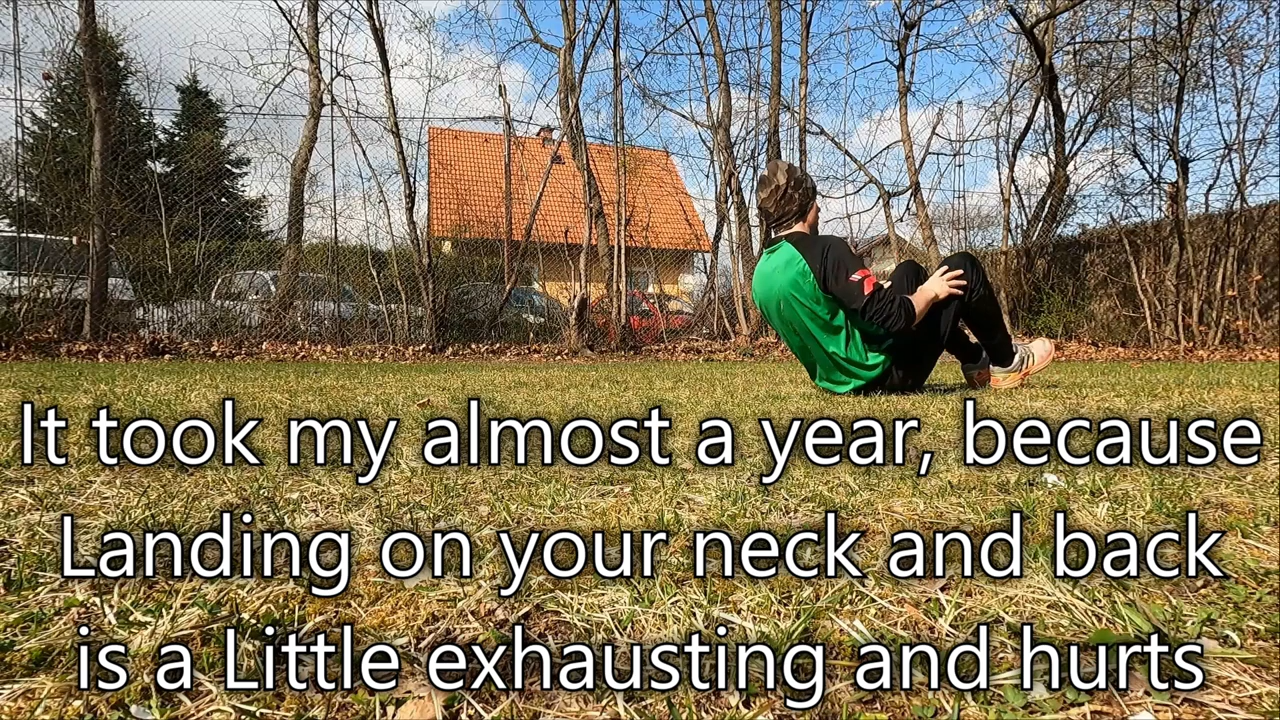 It took my almost a year, because
Landing on your neck and back
is a Little exhausting and hurts